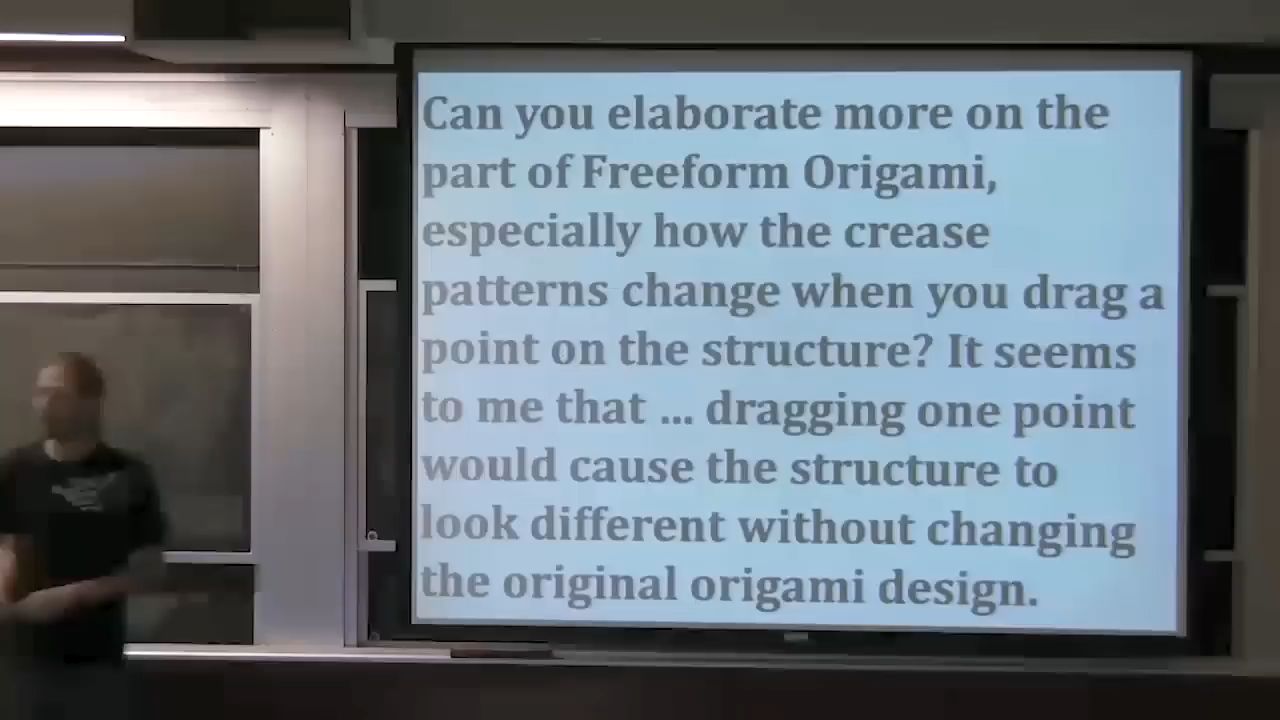 Can you elaborate more on the
part of Freeform Origami,
especially how the crease
patterns change when you drag a
point on the structure? It seems
to me that ... dragging one point
would cause the structure to
look different without changing
the original origami design.